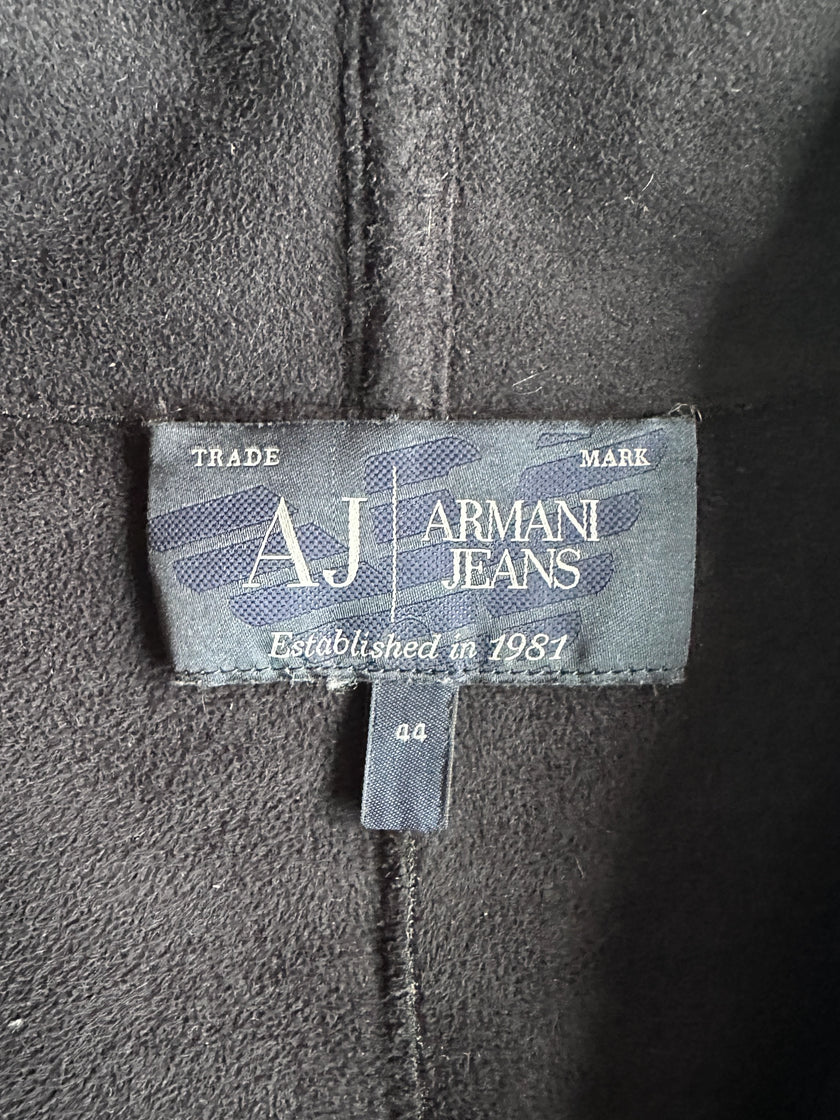 TRADE MARK
AJ ARMANI
JEANS
Established in 1981
44